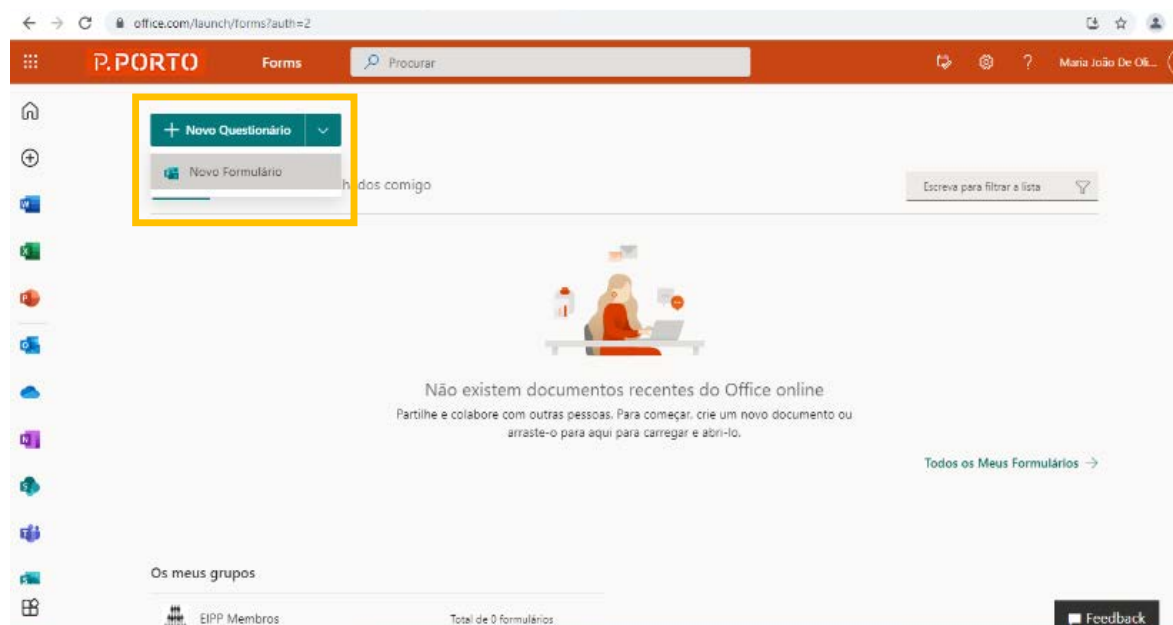 office.com/launch/forms?auth=2
P.PORTO Forms Procurar ? Maria João De Oli...
+ Novo Questionário
Novo Formulário
hados comigo
Escreva para filtrar a lista
Não existem documentos recentes do Office online
Partilhe e colabore com outras pessoas. Para começar, crie um novo documento ou
arraste-o para aqui para carregar e abri-lo.
Todos os Meus Formulários →
Os meus grupos
EIPP Membros Total de 0 formulários
Feedback